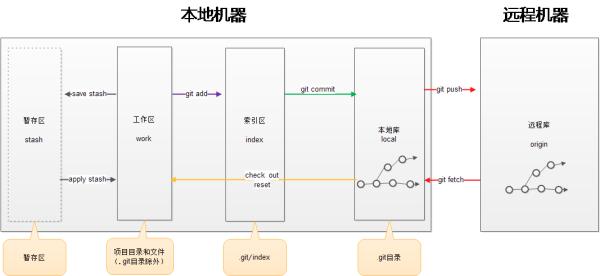 本地机器
远程机器
save stash
git add
git commit
git push
暂存区
stash
工作区
work
索引区
index
本地库
local
远程库
origin
apply stash
check out
reset
git fetch
暂存区
项目目录和文件
(.git目录除外)
.git/index
.git目录